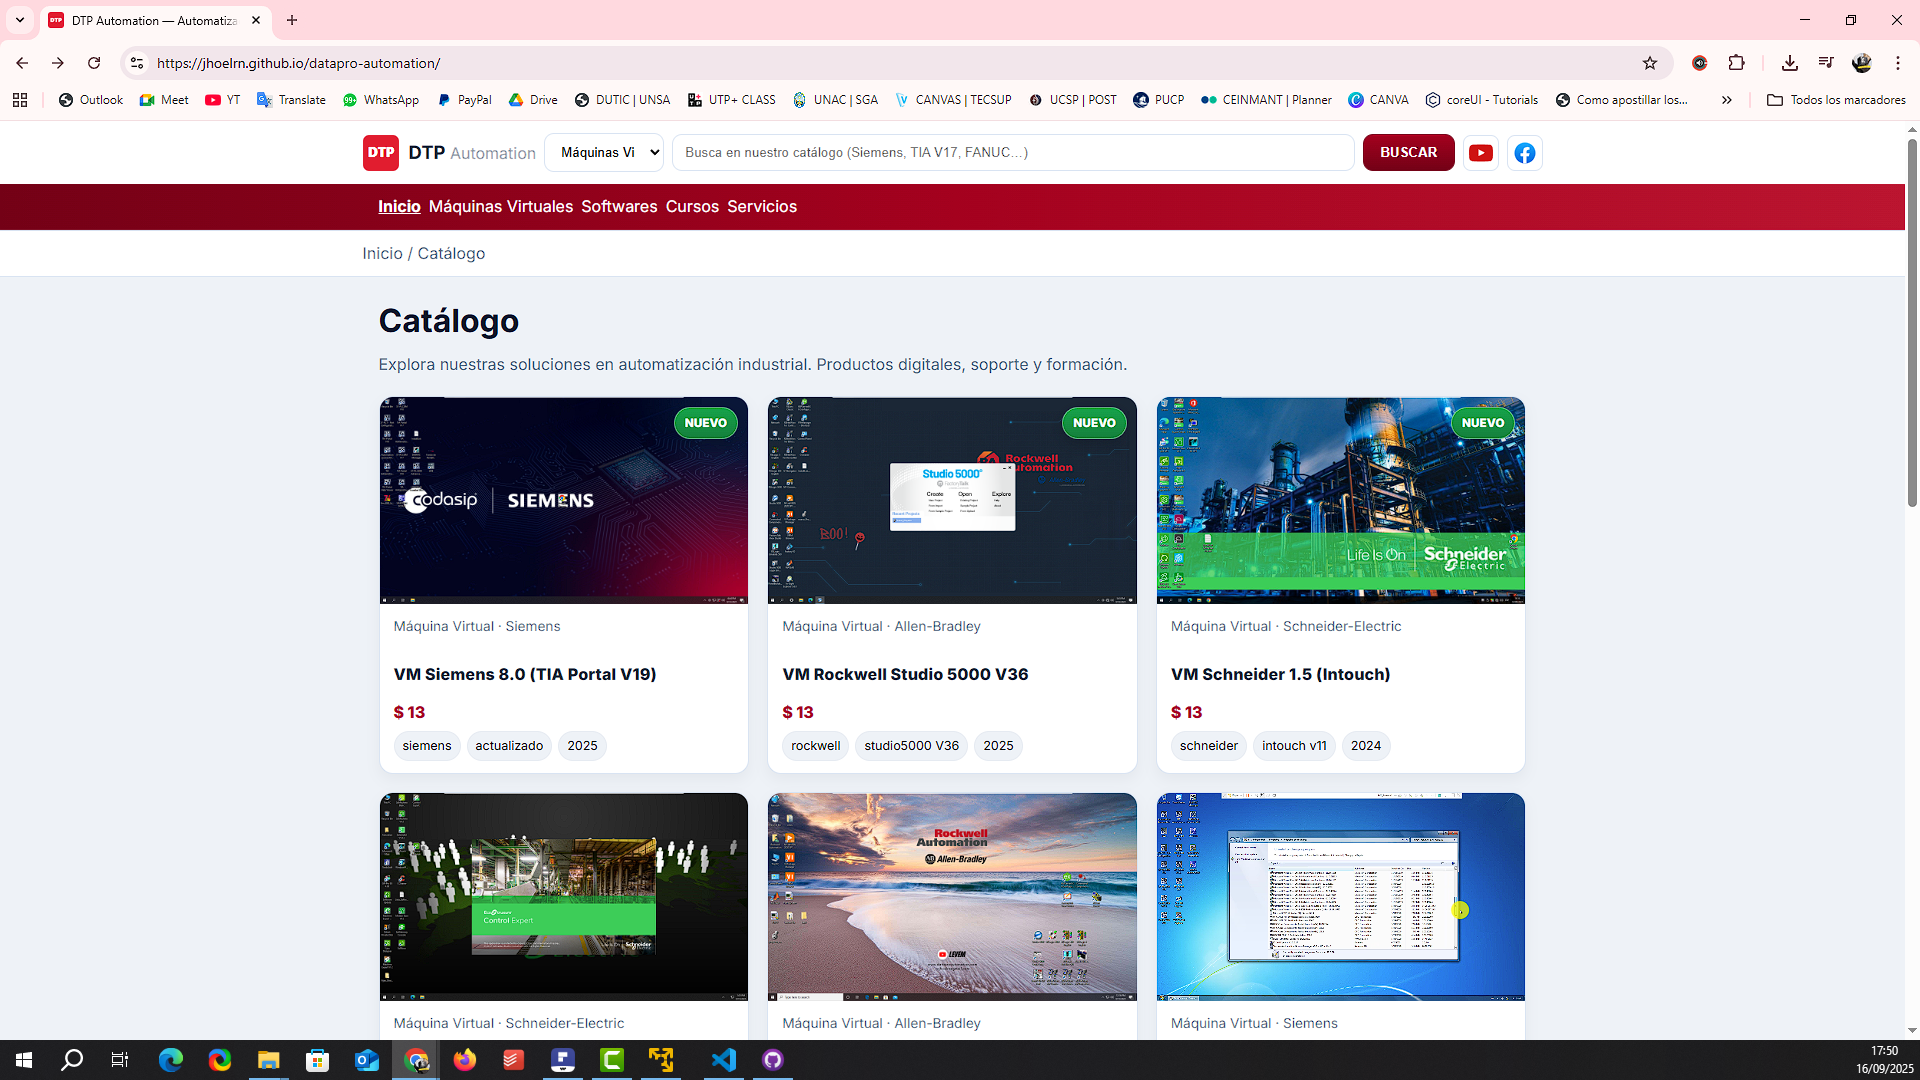 DTP Automation — Automatiza
https://jhoelrn.github.io/datapro-automation/
Outlook Meet YT Translate WhatsApp PayPal Drive DUTIC | UNSA UTP+ CLASS UNAC | SGA CANVAS | TECSUP UCSP | POST PUCP CEINMANT | Planner CANVA coreUI - Tutorials Como apostillar los... » Todos los marcadores
DTP DTP Automation Máquinas Vi Busca en nuestro catálogo (Siemens, TIA V17, FANUC…) BUSCAR
Inicio Máquinas Virtuales Softwares Cursos Servicios
Inicio / Catálogo
Catálogo
Explora nuestras soluciones en automatización industrial. Productos digitales, soporte y formación.
NUEVO
codasip | SIEMENS
Máquina Virtual · Siemens
VM Siemens 8.0 (TIA Portal V19)
$ 13
siemens actualizado 2025
NUEVO
Rockwell
Automation
Studio 5000
Create Open Explore
BOO!
Máquina Virtual · Allen-Bradley
VM Rockwell Studio 5000 V36
$ 13
rockwell studio5000 V36 2025
NUEVO
Life Is On Schneider
Electric
Máquina Virtual · Schneider-Electric
VM Schneider 1.5 (Intouch)
$ 13
schneider intouch v11 2024
Control Expert
Schneider
Máquina Virtual · Schneider-Electric
Rockwell
Automation
Allen-Bradley
LEVEM
Máquina Virtual · Allen-Bradley
Máquina Virtual · Siemens
17:50
16/09/2025